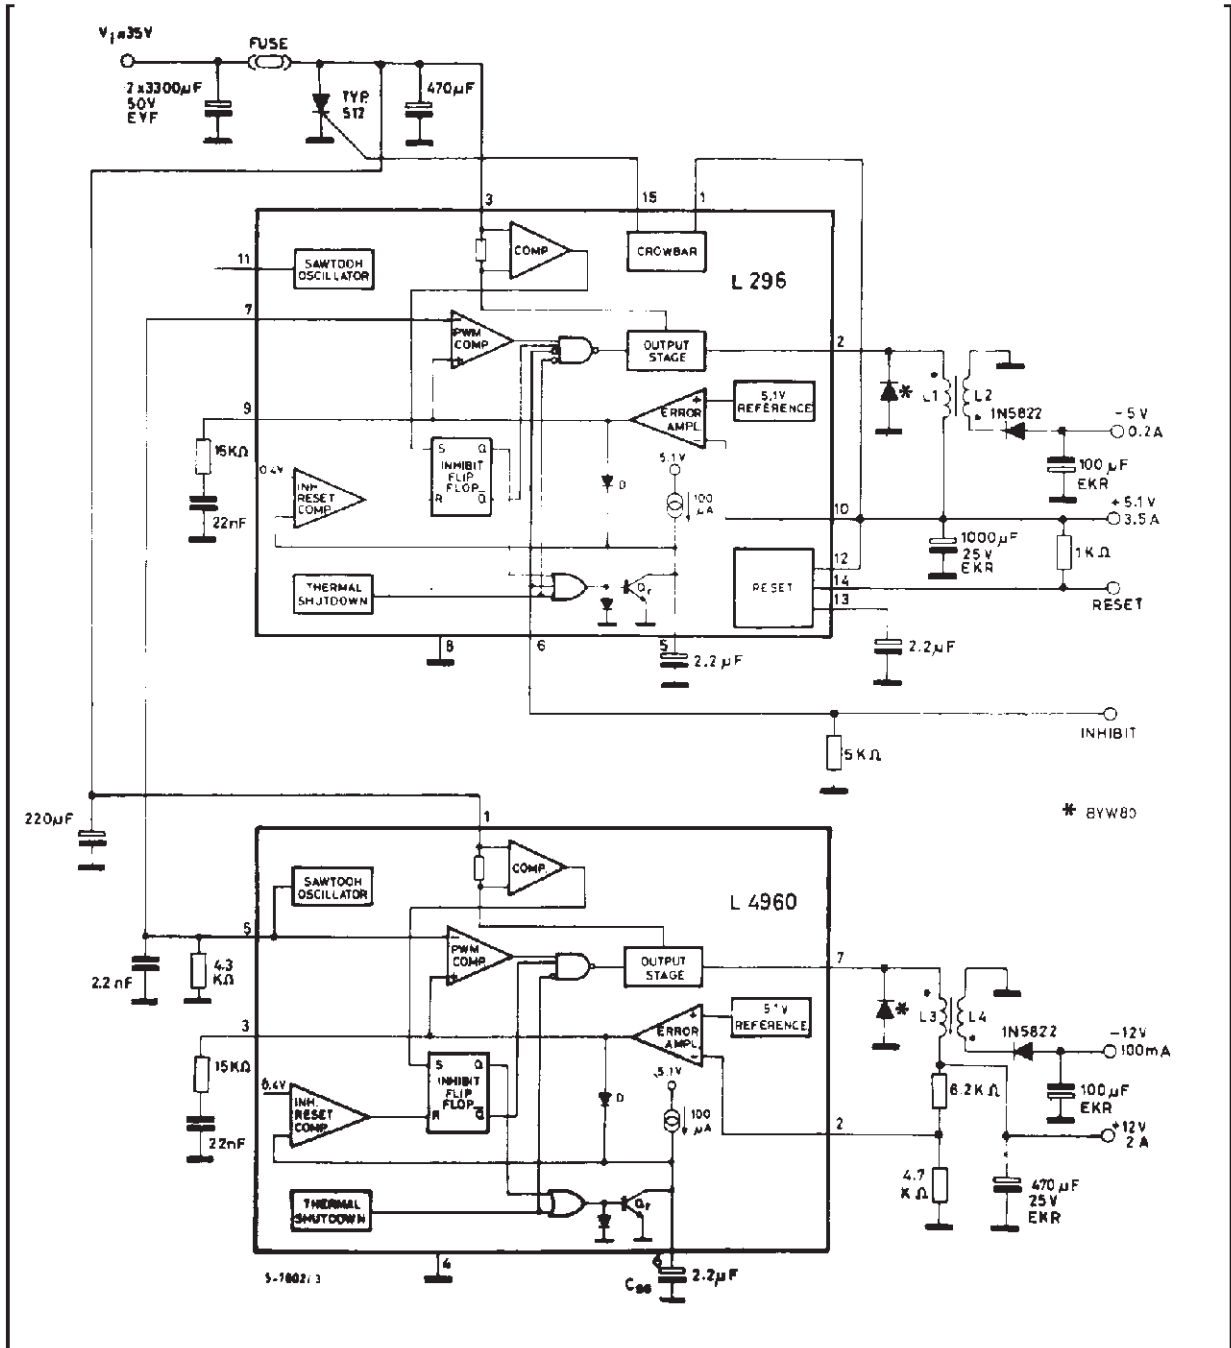 Vi=35V
FUSE
2x3300µF
50V
EYF
TYP.
S12
470µF
3
15
1
11
SAWTOOH
OSCILLATOR
COMP
CROWBAR
L 296
7
PWM
COMP
OUTPUT
STAGE
2
*
L1
L2
1N5822
-5V
0.2A
9
ERROR
AMPL.
5.1V
REFERENCE
100µF
EKR
15KΩ
0.4V
INH.
RESET
COMP.
S Q
INHIBIT
FLIP
FLOP
R Q
D
5.1V
100
µA
10
+5.1V
3.5A
22nF
1000µF
25V
EKR
1KΩ
12
14
13
RESET
RESET
THERMAL
SHUTDOWN
Qr
8
6
5
2.2µF
2.2µF
INHIBIT
5KΩ
* BYW80
220µF
1
SAWTOOH
OSCILLATOR
COMP.
L 4960
5
PWM
COMP
OUTPUT
STAGE
7
2.2nF
4.3
KΩ
*
L3
L4
1N5822
-12V
100mA
3
ERROR
AMPL.
5.1V
REFERENCE
15KΩ
0.4V
INH.
RESET
COMP.
S Q
INHIBIT
FLIP
FLOP
R Q
D
5.1V
100
µA
6.2KΩ
100µF
EKR
2
+12V
2A
22nF
4.7
KΩ
470µF
25V
EKR
THERMAL
SHUTDOWN
Qr
4
2.2µF